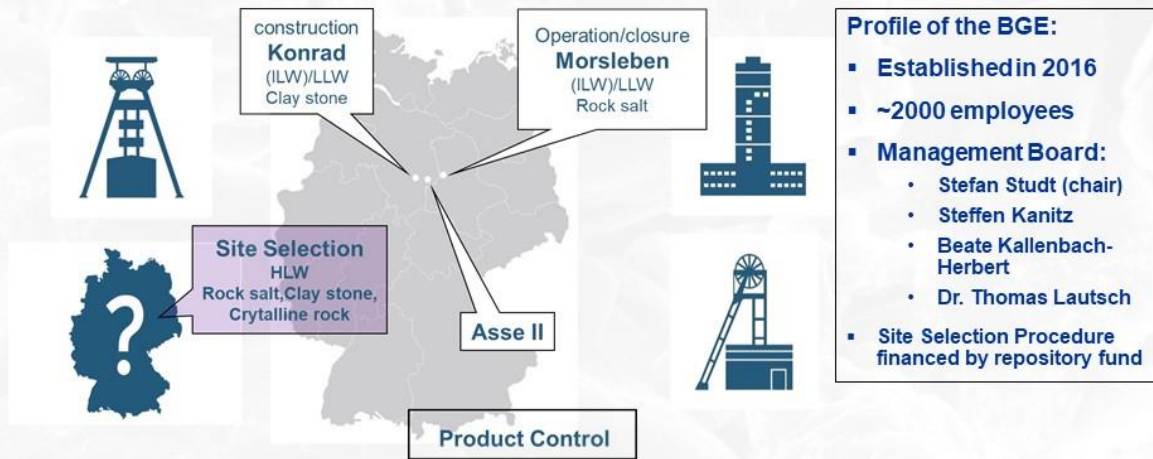 construction
Konrad
(ILW)/LLW
Clay stone
Operation/closure
Morsleben
(ILW)/LLW
Rock salt
Site Selection
HLW
Rock salt,Clay stone,
Crytalline rock
?
Asse II
Product Control
Profile of the BGE:
▪ Established in 2016
▪ ~2000 employees
▪ Management Board:
• Stefan Studt (chair)
• Steffen Kanitz
• Beate Kallenbach-
Herbert
• Dr. Thomas Lautsch
▪ Site Selection Procedure
financed by repository fund